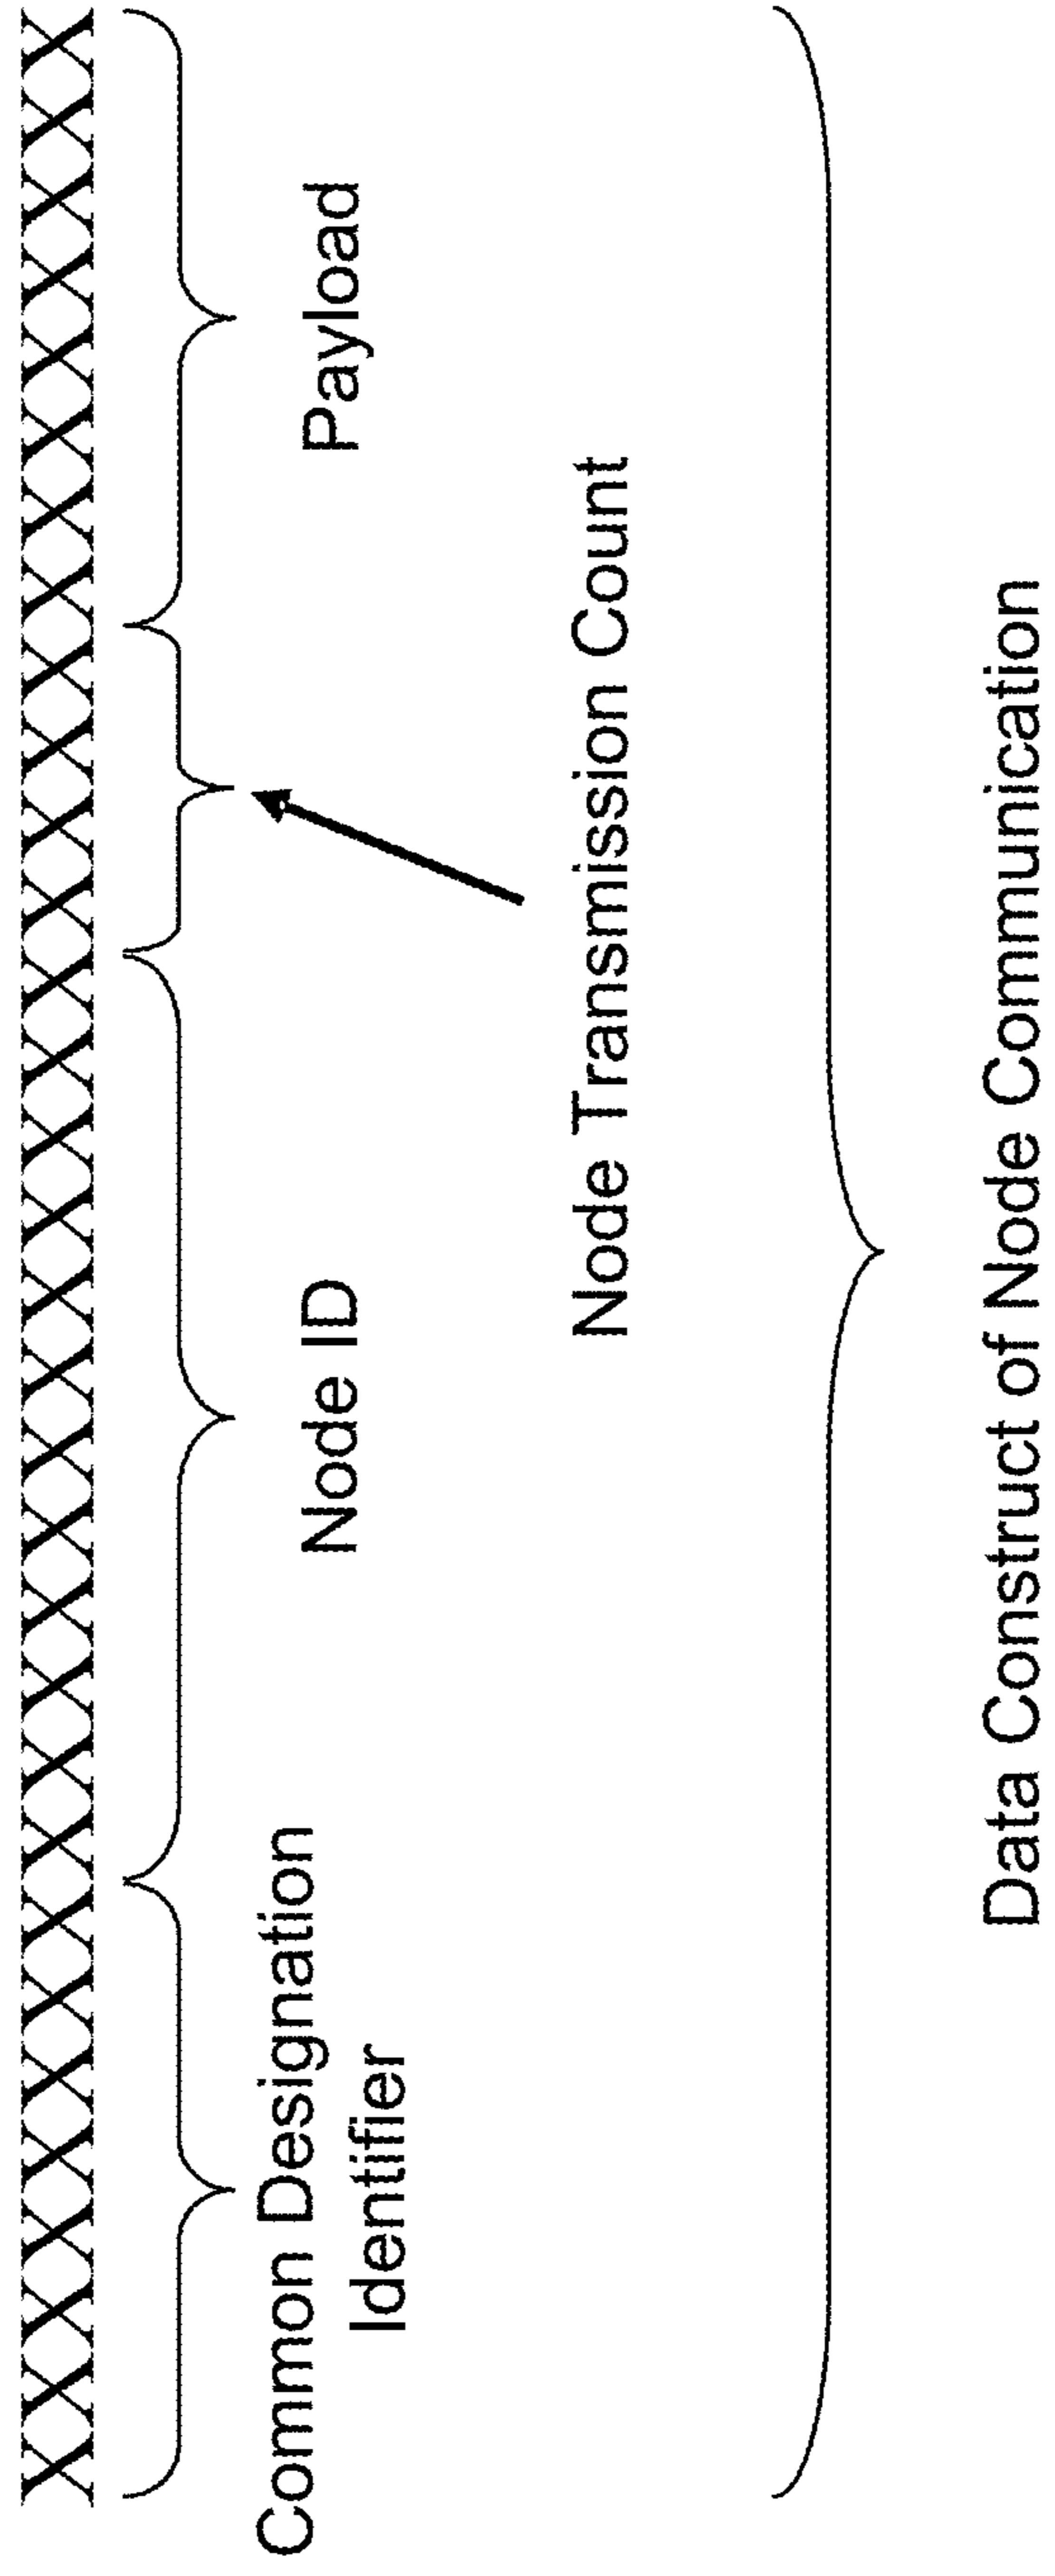 Common Designation
Identifier
Node ID
Payload
Node Transmission Count
Data Construct of Node Communication